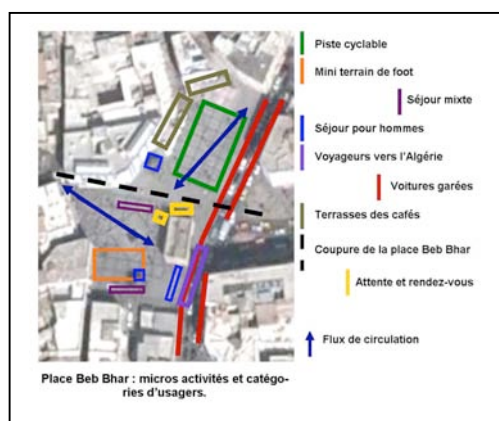 Piste cyclable
Mini terrain de foot
Séjour mixte
Séjour pour hommes
Voyageurs vers l'Algérie
Voitures garées
Terrasses des cafés
Coupure de la place Beb Bhar
Attente et rendez-vous
Flux de circulation
Place Beb Bhar : micros activités et catégo-
ries d'usagers.